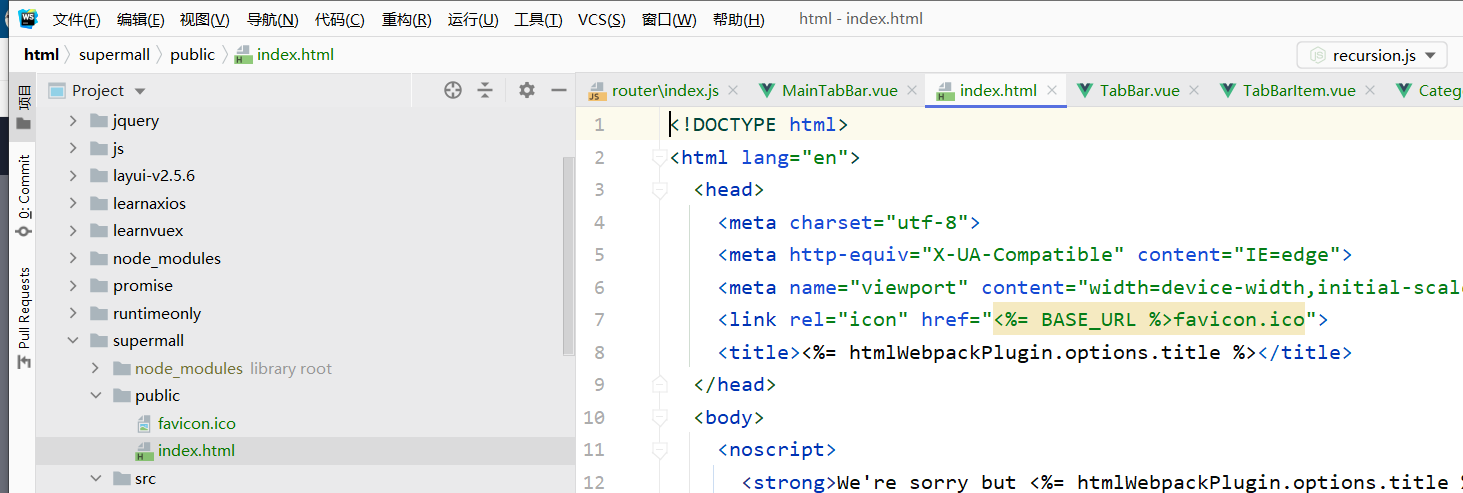 WS 文件(F) 编辑(E) 视图(V) 导航(N) 代码(C) 重构(R) 运行(U) 工具(T) VCS(S) 窗口(W) 帮助(H) html - index.html
html supermall public index.html recursion.js
项目
0: Commit
Pull Requests
Project
jquery
js
layui-v2.5.6
learnaxios
learnvuex
node_modules
promise
runtimeonly
supermall
node_modules library root
public
favicon.ico
index.html
src
router\index.js MainTabBar.vue index.html TabBar.vue TabBarItem.vue Categ
1 <!DOCTYPE html>
2 <html lang="en">
3 <head>
4 <meta charset="utf-8">
5 <meta http-equiv="X-UA-Compatible" content="IE=edge">
6 <meta name="viewport" content="width=device-width,initial-scale
7 <link rel="icon" href="<%= BASE_URL %>favicon.ico">
8 <title><%= htmlWebpackPlugin.options.title %></title>
9 </head>
10 <body>
11 <noscript>
12 <strong>We're sorry but <%= htmlWebpackPlugin.options.title %